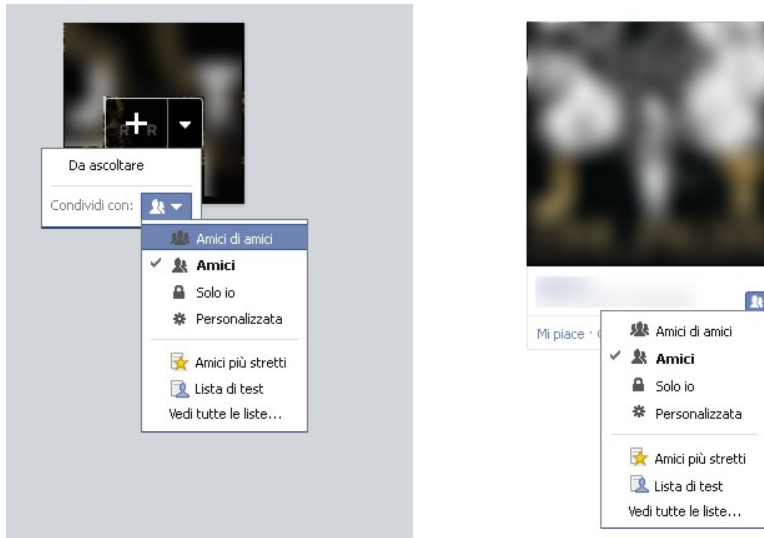 Da ascoltare
Condividi con:
Amici di amici
Amici
Solo io
Personalizzata
Amici più stretti
Lista di test
Vedi tutte le liste...
Mi piace ·
Amici di amici
Amici
Solo io
Personalizzata
Amici più stretti
Lista di test
Vedi tutte le liste...